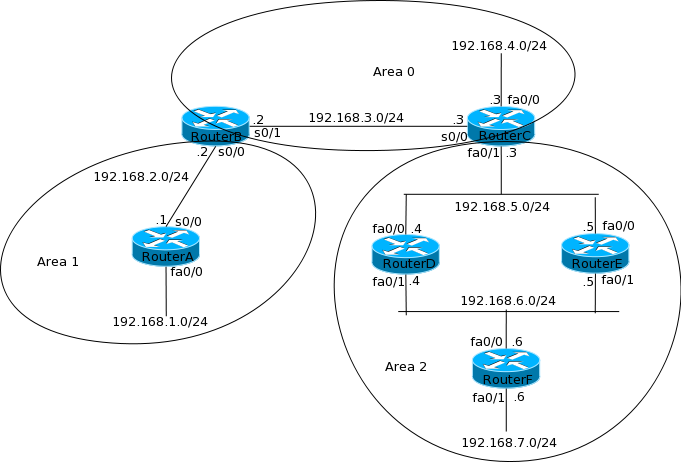 192.168.4.0/24
Area 0
.3 fa0/0
.2 192.168.3.0/24 .3
s0/1 s0/0
RouterB RouterC
.2 s0/0 fa0/1 .3
192.168.2.0/24
192.168.5.0/24
.1 s0/0
fa0/0 .4 .5 fa0/0
RouterA
RouterD RouterE
Area 1 fa0/0
fa0/1 .4 .5 fa0/1
192.168.6.0/24
192.168.1.0/24
fa0/0 .6
Area 2
RouterF
fa0/1 .6
192.168.7.0/24